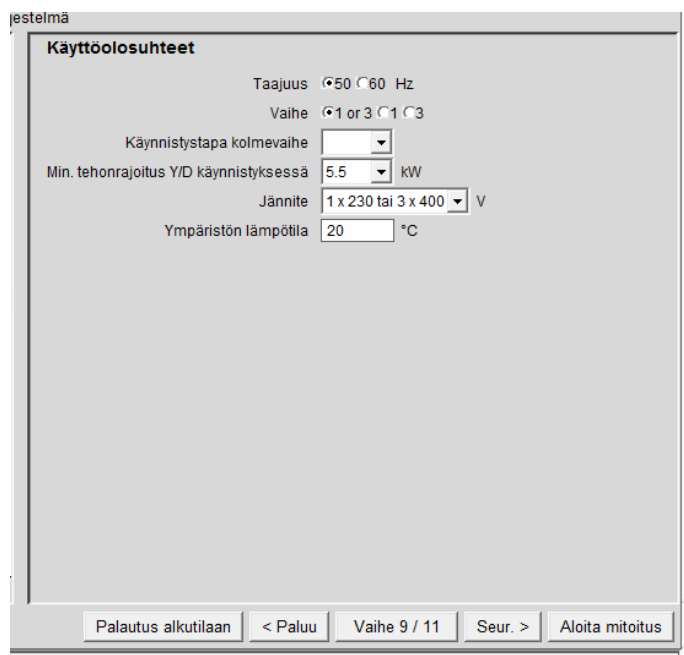 jestelmä
Käyttöolosuhteet
Taajuus 50 60 Hz
Vaihe 1 or 3 1 3
Käynnistystapa kolmevaihe
Min. tehonrajoitus Y/D käynnistyksessä 5.5 kW
Jännite 1 x 230 tai 3 x 400 V
Ympäristön lämpötila 20 °C
Palautus alkutilaan < Paluu Vaihe 9 / 11 Seur. > Aloita mitoitus